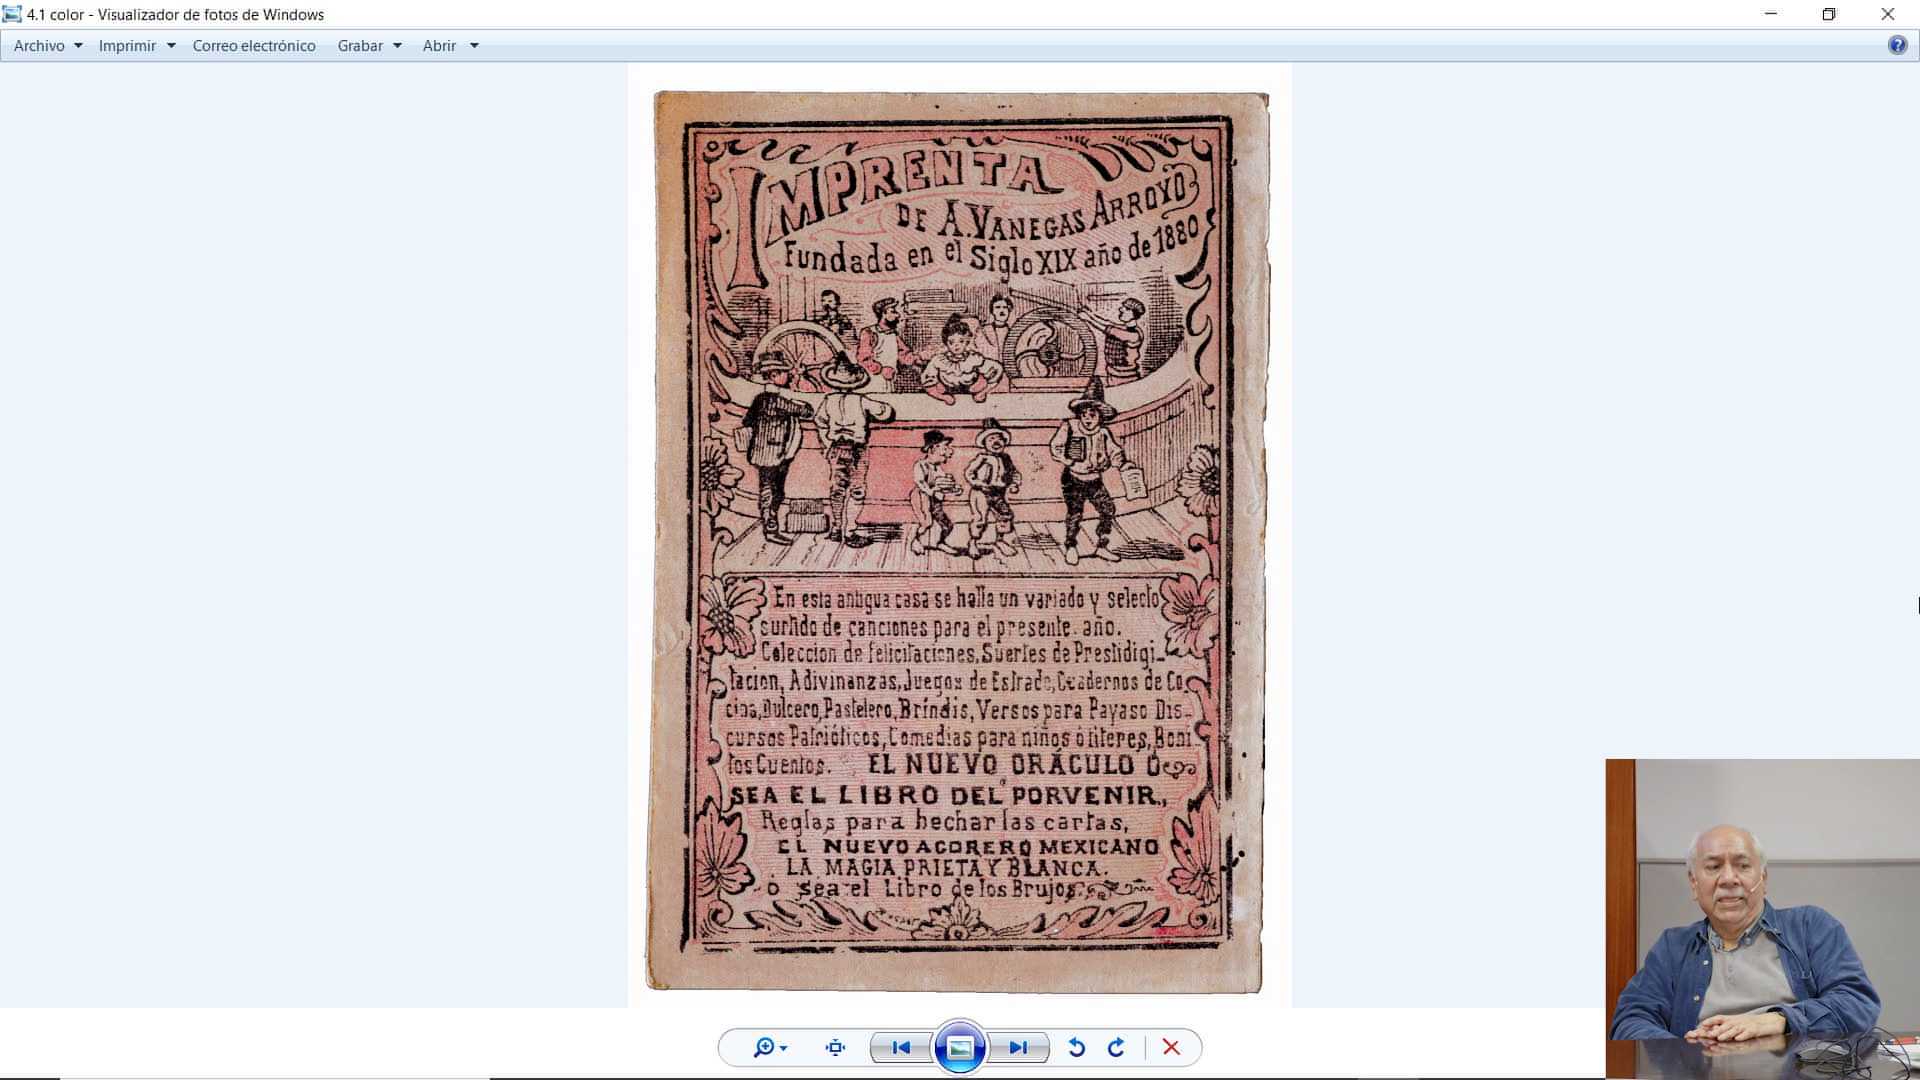 4.1 color - Visualizador de fotos de Windows
Archivo Imprimir Correo electrónico Grabar Abrir
IMPRENTA
DE A. VANEGAS ARROYO
Fundada en el Siglo XIX año de 1880
En esta antigua casa se halla un variado y selecto
surtido de canciones para el presente. año.
Coleccion de felicitaciones, Suertes de Prestidigi-
tacion, Adivinanzas, Juegos de Estrado, Cuadernos de Co-
cina, Dulcero, Pastelero, Bríndis, Versos para Payaso Dis-
cursos Patrióticos, Comedias para niños ó titeres, Boni
tos Cuentos. EL NUEVO ORÁCULO Ó
SEA EL LIBRO DEL PORVENIR.,
Reglas para hechar las cartas,
EL NUEVO AGORERO MEXICANO
LA MAGIA PRIETA Y BLANCA.
o sea el Libro de los Brujos.